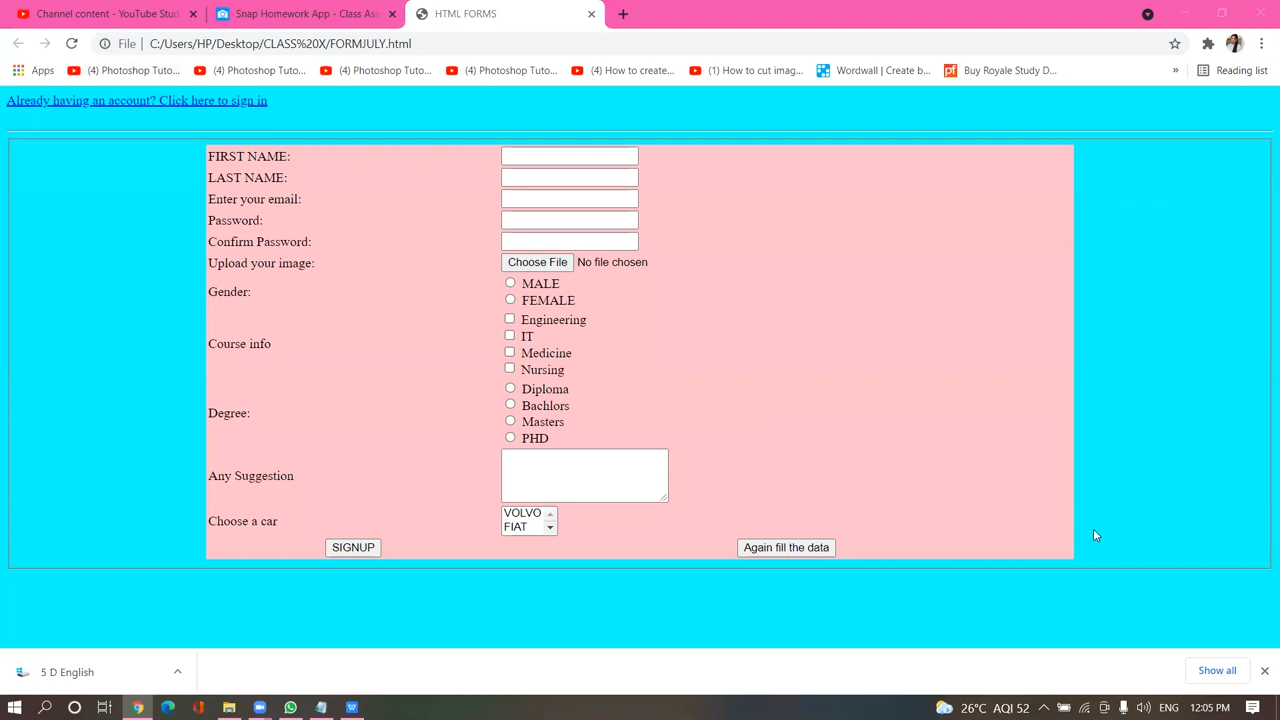 Channel content - YouTube Stud
Snap Homework App - Class Ass
HTML FORMS
File
C:/Users/HP/Desktop/CLASS%20X/FORMJULY.html
Apps
(4) Photoshop Tuto...
(4) Photoshop Tuto...
(4) Photoshop Tuto...
(4) Photoshop Tuto...
(4) How to create...
(1) How to cut imag...
Wordwall | Create b...
Buy Royale Study D...
»
Reading list
Already having an account? Click here to sign in
FIRST NAME:
LAST NAME:
Enter your email:
Password:
Confirm Password:
Upload your image:
Choose File No file chosen
Gender:
MALE
FEMALE
Course info
Engineering
IT
Medicine
Nursing
Degree:
Diploma
Bachlors
Masters
PHD
Any Suggestion
Choose a car
VOLVO
FIAT
SIGNUP
Again fill the data
5 D English
Show all
26°C AQI 52
ENG
12:05 PM